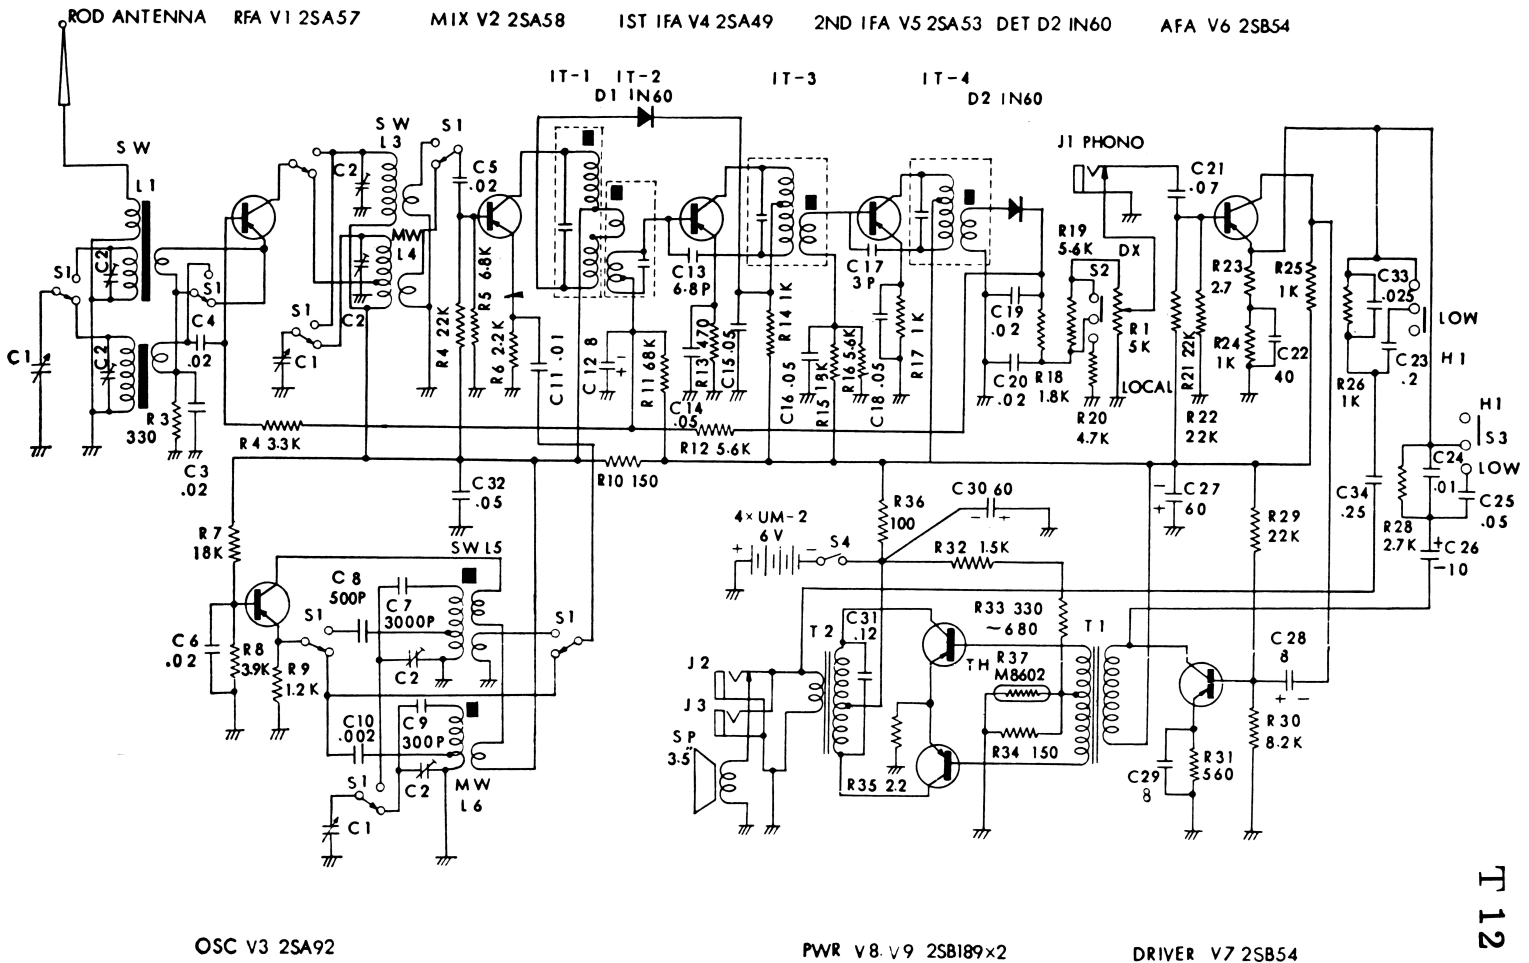 ROD ANTENNA RFA V1 2SA57 MIX V2 2SA58 IST IFA V4 2SA49 2ND IFA V5 2SA53 DET D2 IN60 AFA V6 2SB54
IT-1 IT-2 IT-3 IT-4
D1 IN60 D2 IN60
SW
SW L3
S1
C2
C5 .02
J1 PHONO
C21 .07
L1
S1
C2
C2
S1
C4 .02
C1
R3 330
C3 .02
MW L4
C2
S1
C1
R4 22K
R5 6.8K
R6 2.2K
C11 .01
C12 8
+ -
R11 68K
C13 6.8P
R13 470
C14 .05
C15 .05
R14 1K
C16 .05
R15 18K
R16 5.6K
C17 3P
C18 .05
R17 1K
C19 .02
C20 .02
R18 1.8K
R19 5.6K
S2
DX
R1 5K
LOCAL
R20 4.7K
R21 22K
R22 22K
R23 2.7
R24 1K
C22 40
R25 1K
C33 .025
LOW
H1
C23 .2
R26 1K
H1
S3
LOW
C24 .01
C25 .05
R28 2.7K
+ C26
- 10
C34 .25
R4 3.3K
R12 5.6K
R10 150
C32 .05
R36 100
C30 60
- +
- C27
+ 60
R29 22K
R7 18K
SW L5
4×UM-2
6V
+ -
S4
R32 1.5K
C8 500P
C7 3000P
S1
S1
C6 .02
R8 3.9K
R9 1.2K
C2
R33 330
~680
T2
C31 .12
T1
C28 8
+ -
J2
TH R37
M8602
J3
SP 3.5"
C10 .002
C9 300P
C2
MW L6
S1
C1
R35 2.2
R34 150
C29 8
R31 560
R30 8.2K
T 12
OSC V3 2SA92 PWR V8. V9 2SB189×2 DRIVER V7 2SB54